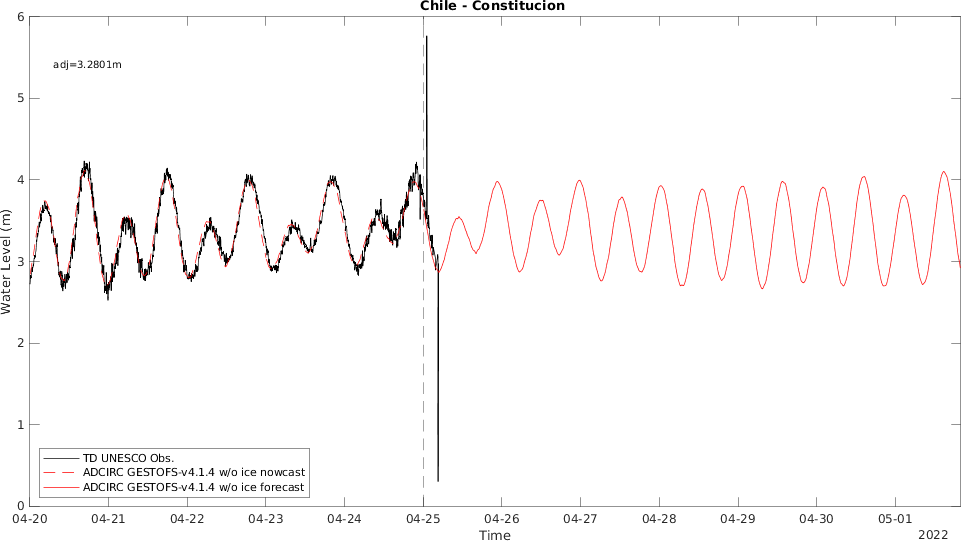 Chile - Constitucion
6
adj=3.2801m
5
4
3
2
1
0
Water Level (m)
TD UNESCO Obs.
ADCIRC GESTOFS-v4.1.4 w/o ice nowcast
ADCIRC GESTOFS-v4.1.4 w/o ice forecast
04-20 04-21 04-22 04-23 04-24 04-25 04-26 04-27 04-28 04-29 04-30 05-01
Time
2022